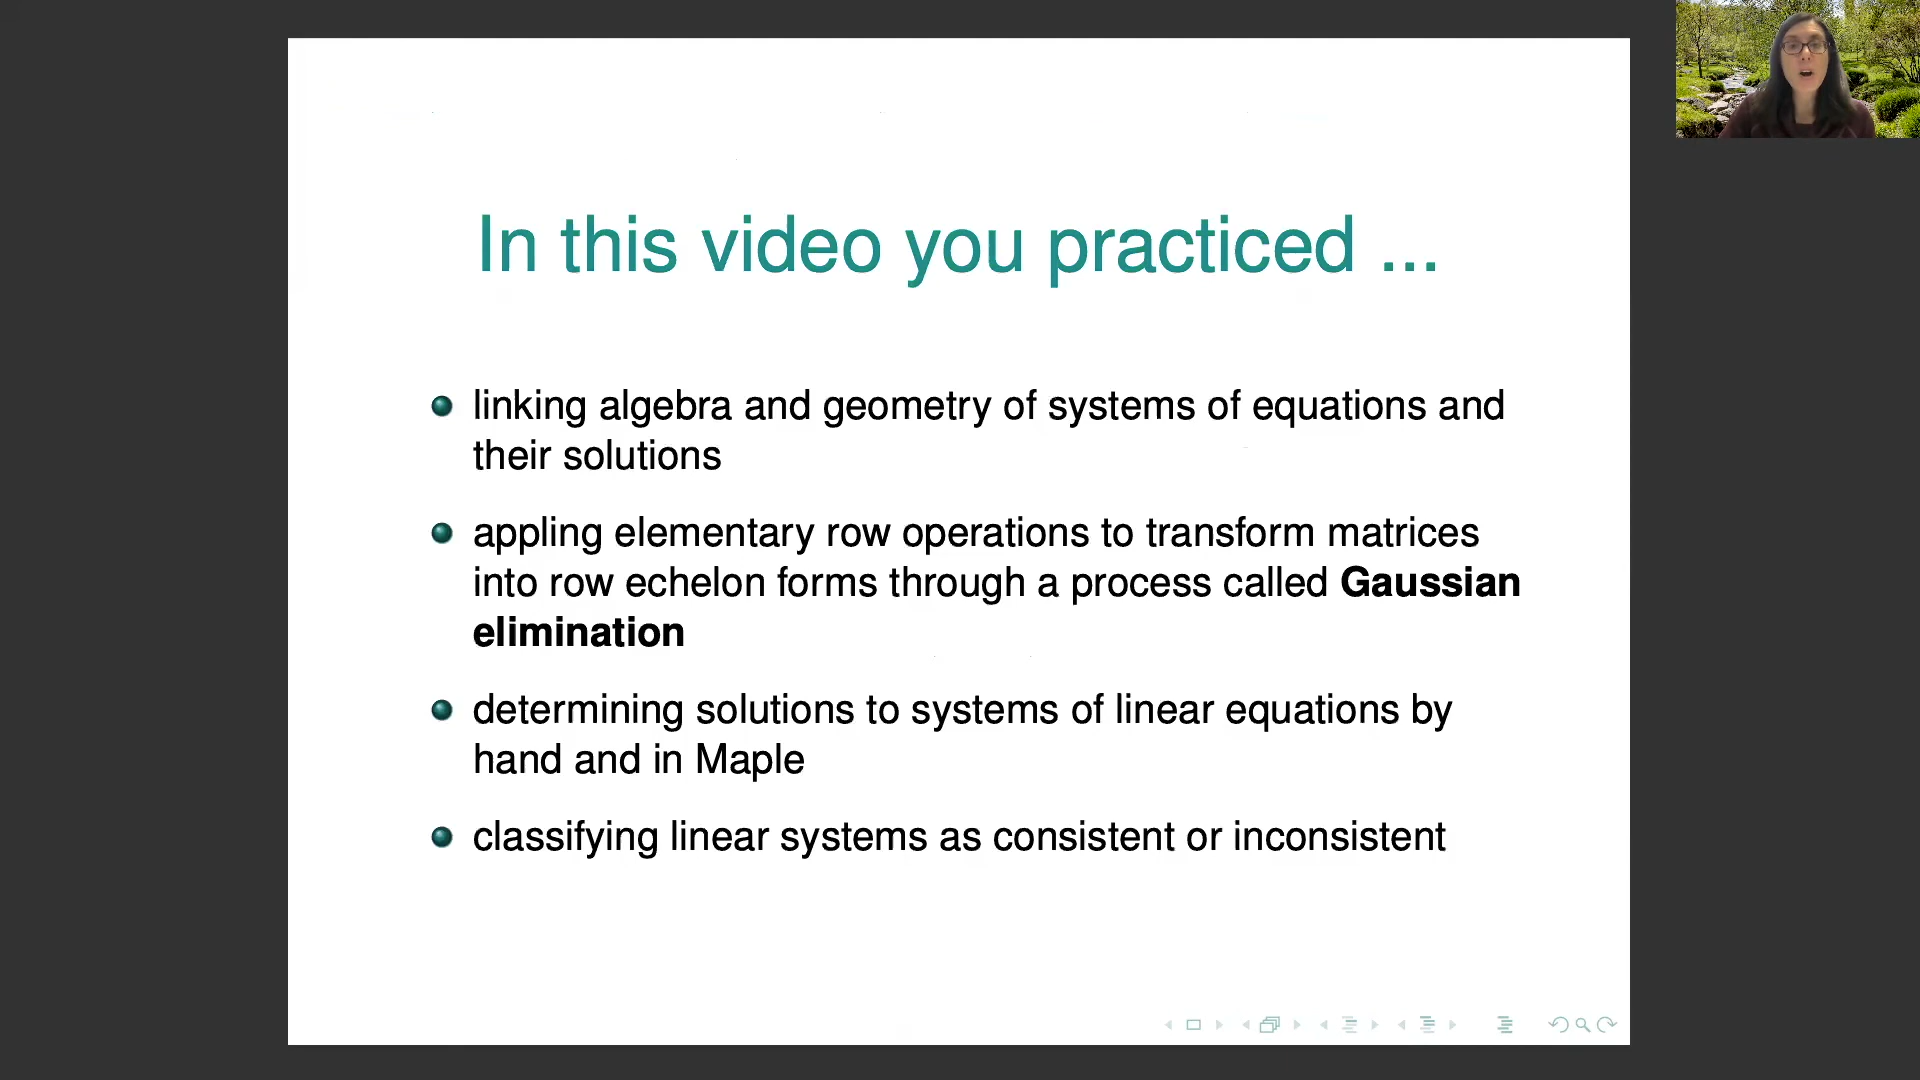 In this video you practiced ...
linking algebra and geometry of systems of equations and
their solutions
appling elementary row operations to transform matrices
into row echelon forms through a process called Gaussian
elimination
determining solutions to systems of linear equations by
hand and in Maple
classifying linear systems as consistent or inconsistent